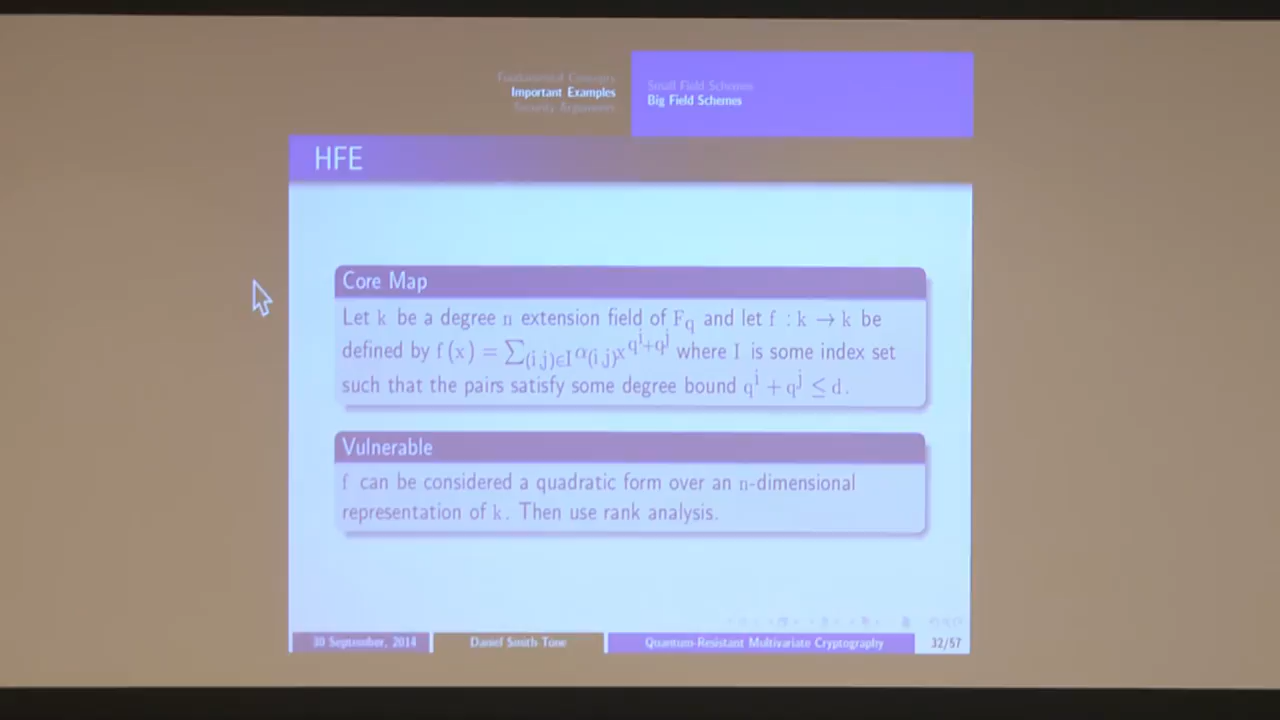 Fundamental Concepts
Important Examples
Security Arguments
Small Field Schemes
Big Field Schemes
HFE
Core Map
Let k be a degree n extension field of F_q and let f : k → k be
defined by f(x) = ∑_{(i,j)∈I} α_{(i,j)} x^{q^i+q^j} where I is some index set
such that the pairs satisfy some degree bound q^i + q^j ≤ d.
Vulnerable
f can be considered a quadratic form over an n-dimensional
representation of k. Then use rank analysis.
30 September, 2014
Daniel Smith Tone
Quantum-Resistant Multivariate Cryptography
32/57